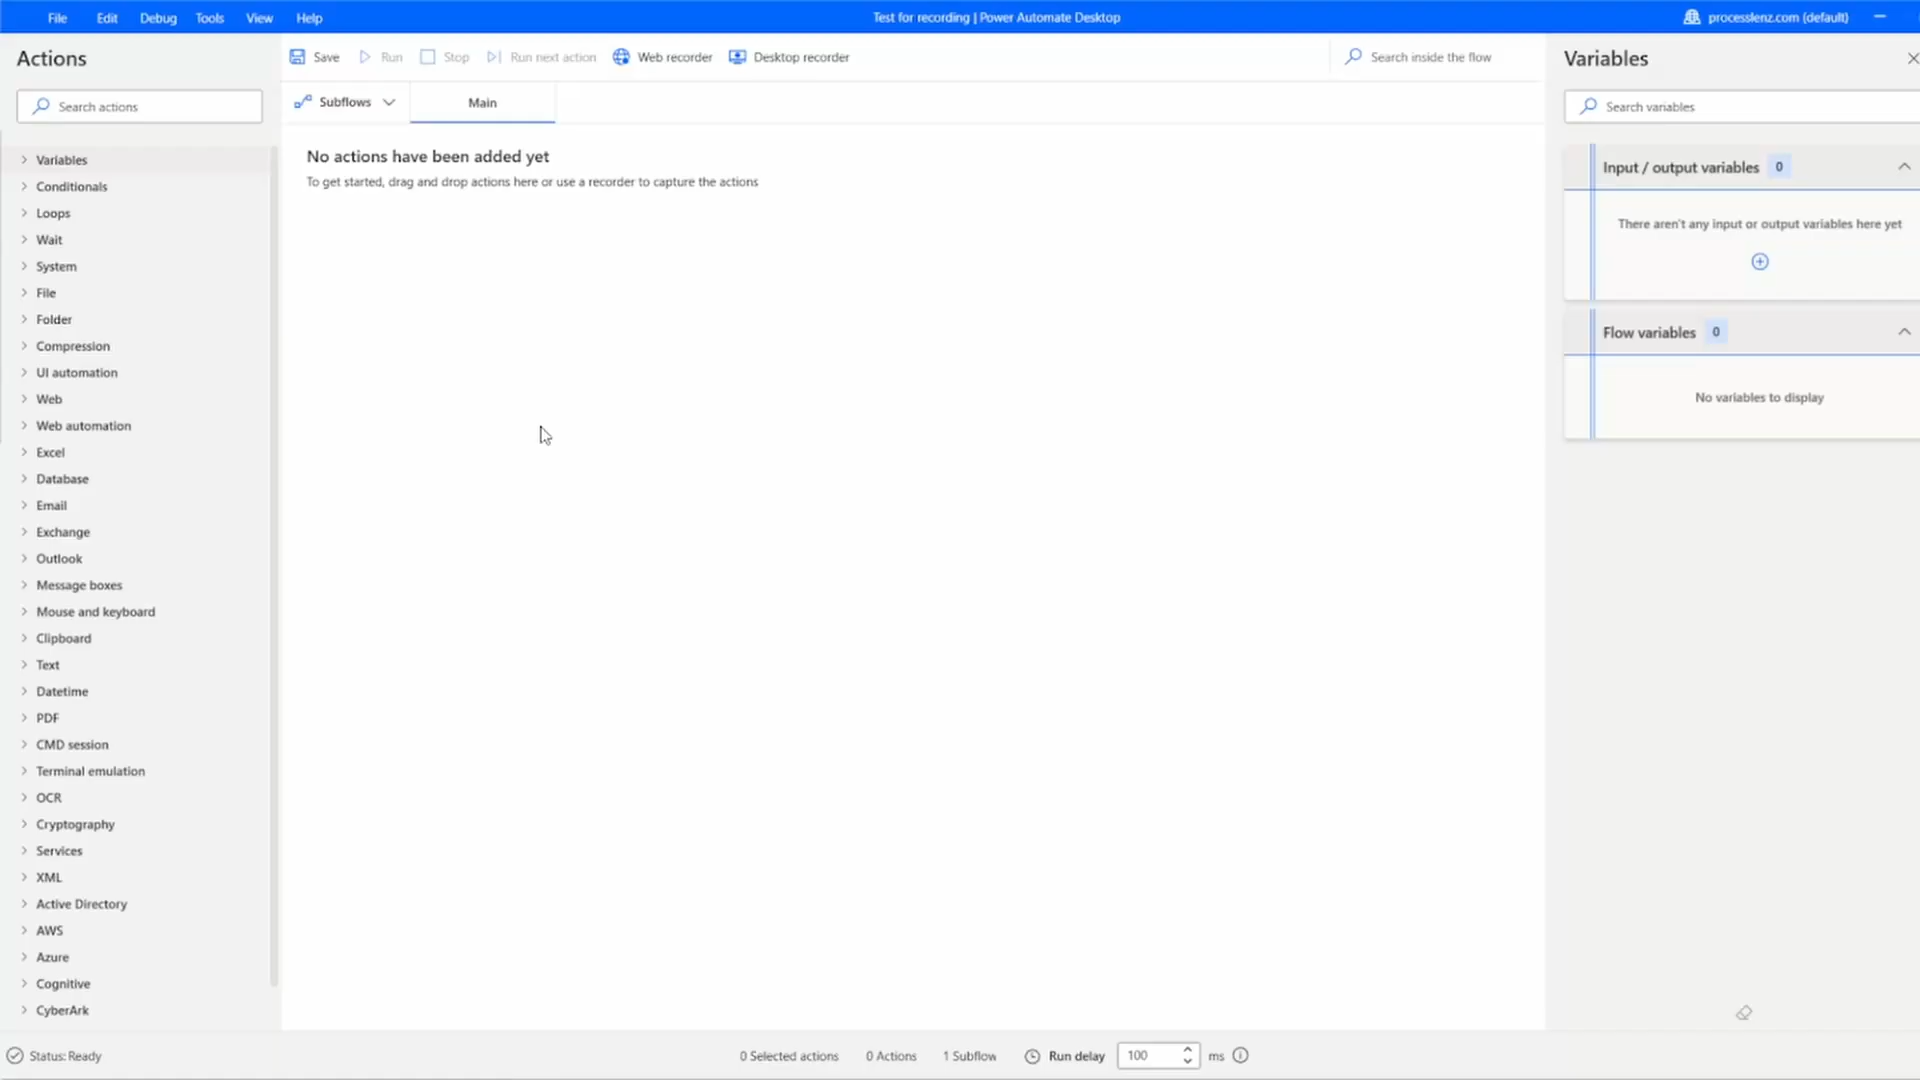 File Edit Debug Tools View Help
Test for recording | Power Automate Desktop
processlenz.com (default)
Actions
Search actions
Variables
Conditionals
Loops
Wait
System
File
Folder
Compression
UI automation
Web
Web automation
Excel
Database
Email
Exchange
Outlook
Message boxes
Mouse and keyboard
Clipboard
Text
Datetime
PDF
CMD session
Terminal emulation
OCR
Cryptography
Services
XML
Active Directory
AWS
Azure
Cognitive
CyberArk
Save Run Stop Run next action Web recorder Desktop recorder
Search inside the flow
Subflows Main
No actions have been added yet
To get started, drag and drop actions here or use a recorder to capture the actions
Variables
Search variables
Input / output variables 0
There aren't any input or output variables here yet
Flow variables 0
No variables to display
Status: Ready
0 Selected actions 0 Actions 1 Subflow Run delay 100 ms